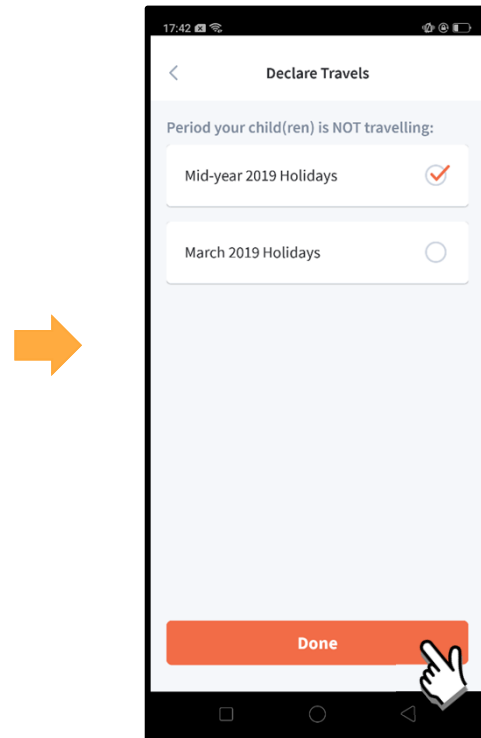 17:42
Declare Travels
Period your child(ren) is NOT travelling:
Mid-year 2019 Holidays
March 2019 Holidays
Done